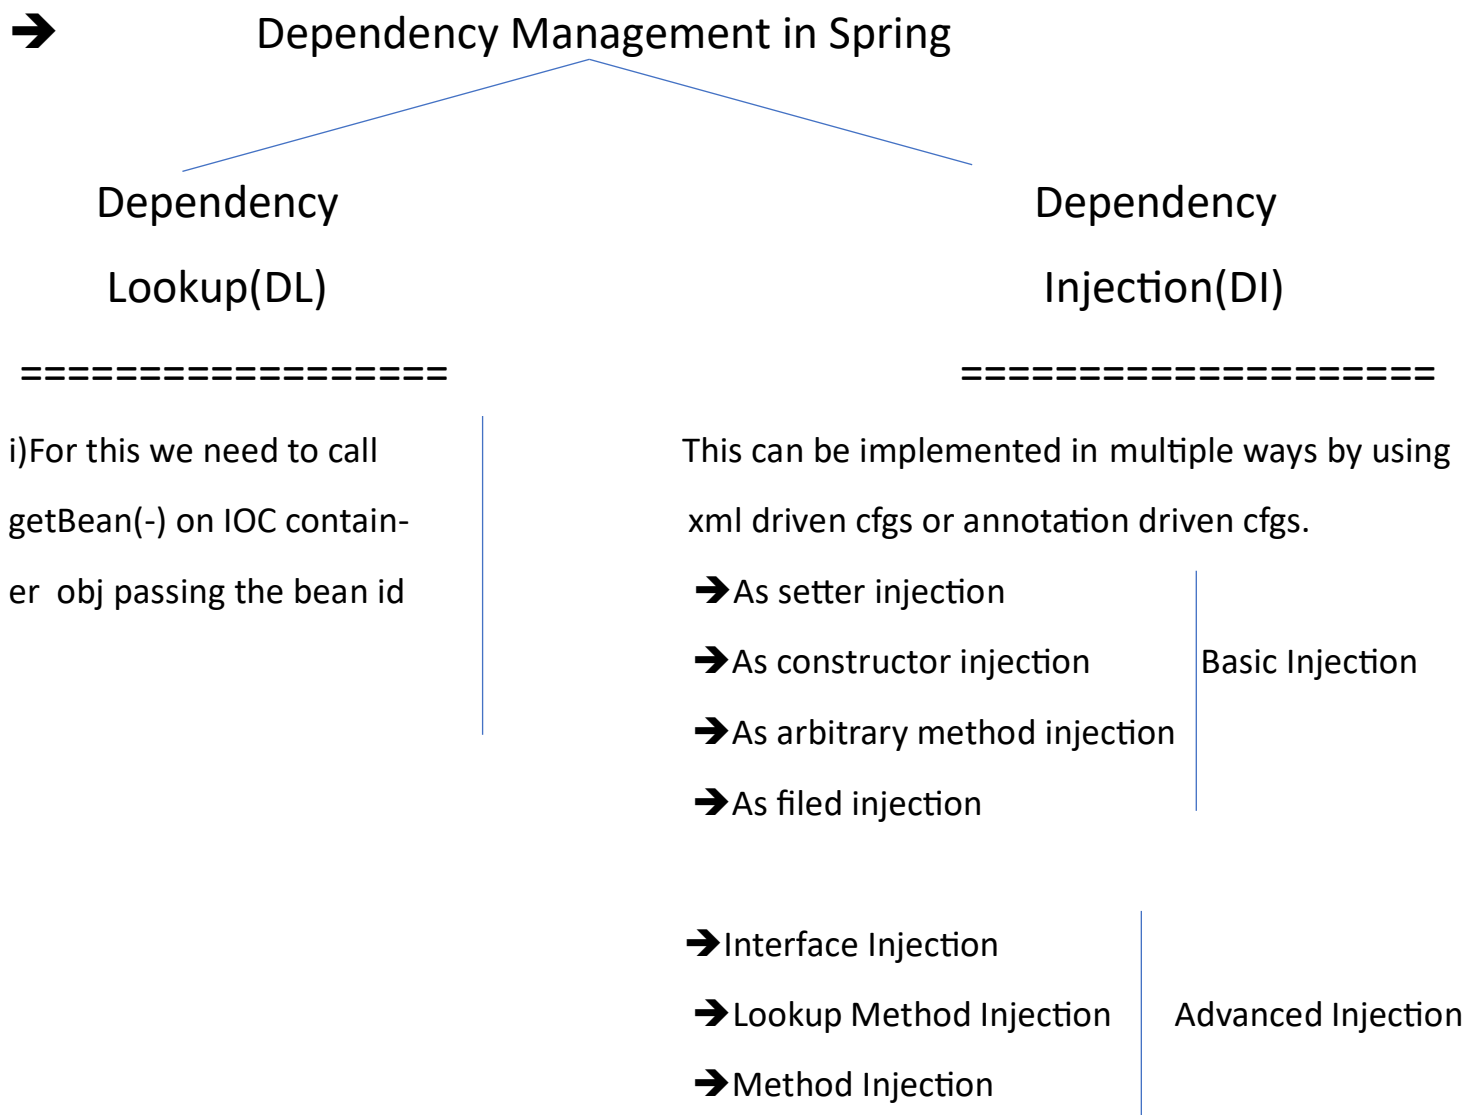 ➔ Dependency Management in Spring
Dependency
Lookup(DL)
==================
i)For this we need to call
getBean(-) on IOC contain-
er obj passing the bean id
Dependency
Injection(DI)
====================
This can be implemented in multiple ways by using
xml driven cfgs or annotation driven cfgs.
➔As setter injection
➔As constructor injection
➔As arbitrary method injection
➔As filed injection
Basic Injection
➔Interface Injection
➔Lookup Method Injection
➔Method Injection
Advanced Injection